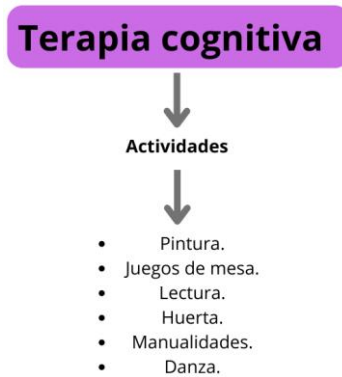 Terapia cognitiva
Actividades
• Pintura.
• Juegos de mesa.
• Lectura.
• Huerta.
• Manualidades.
• Danza.